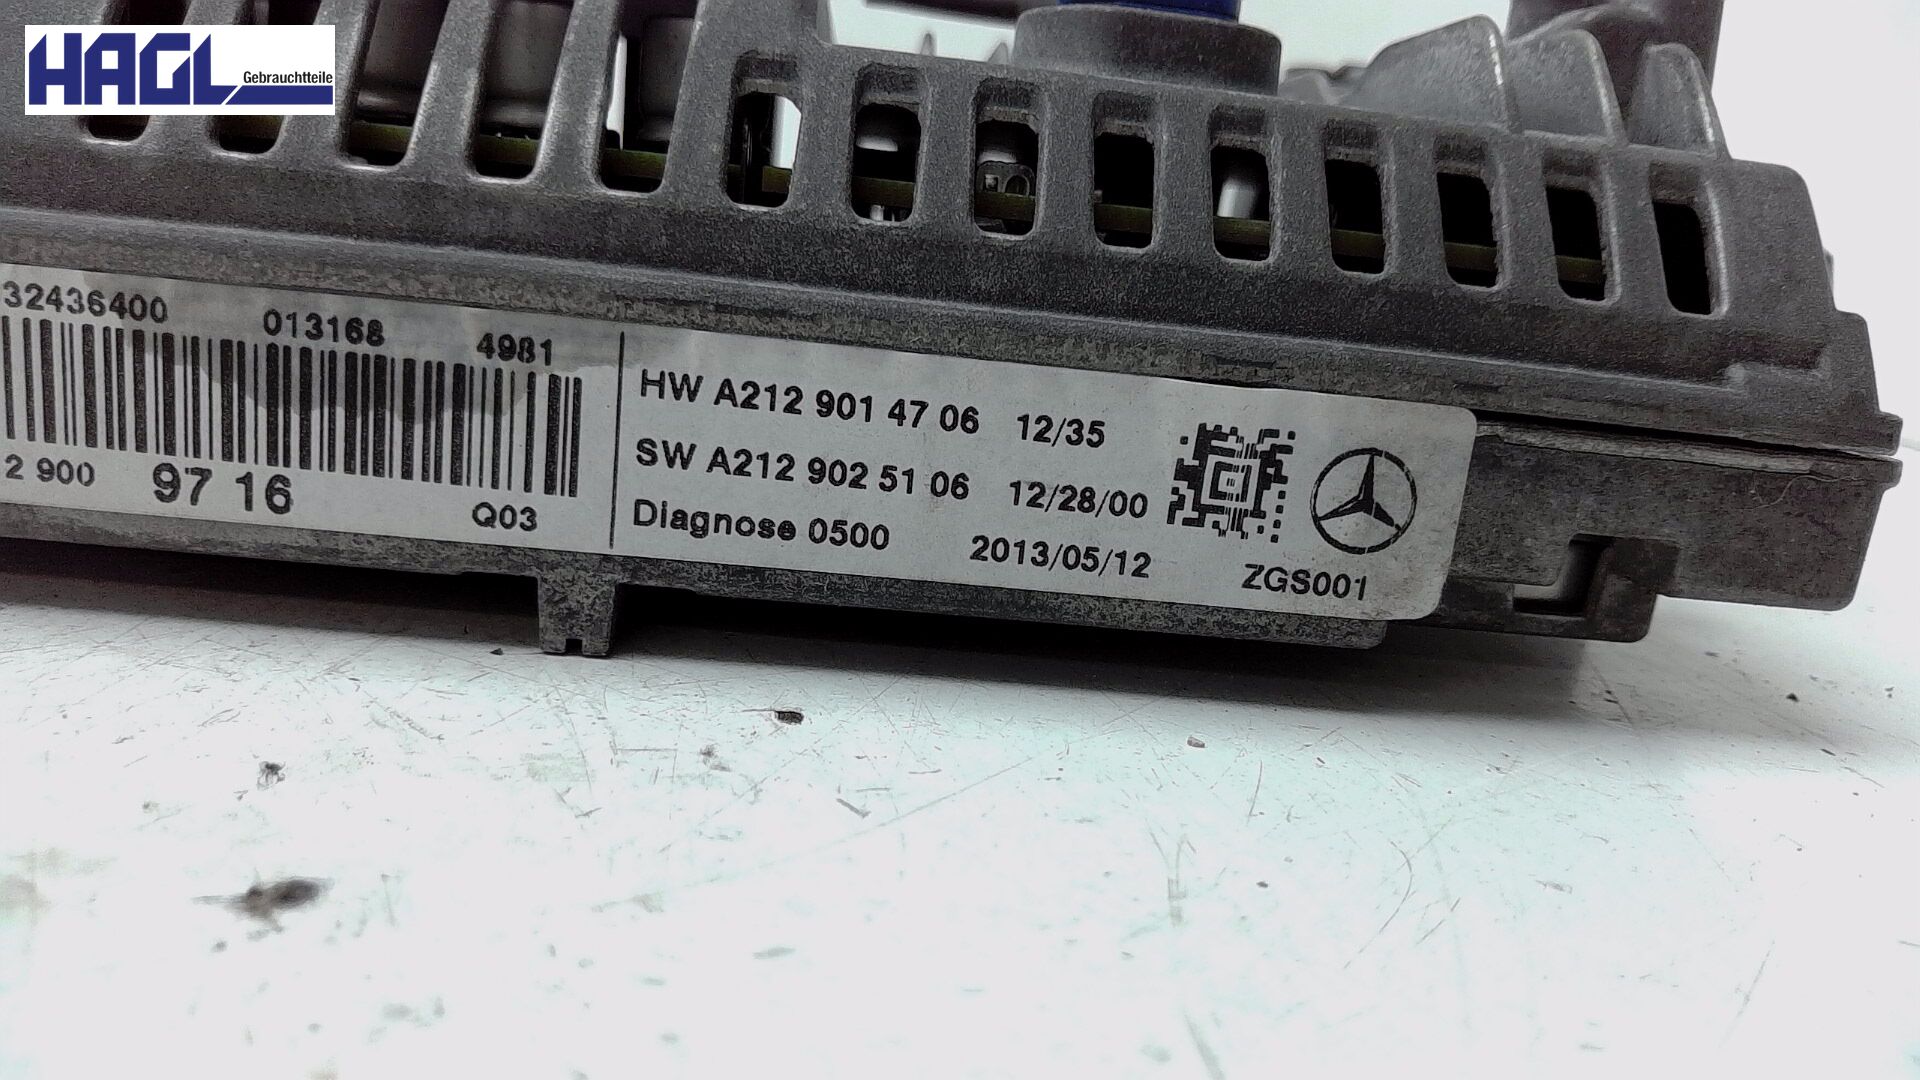 HAGL
Gebrauchtteile
32436400 013168 4981
2 900 97 16 Q03
HW A212 901 47 06 12/35
SW A212 902 51 06 12/28/00
Diagnose 0500 2013/05/12 ZGS001